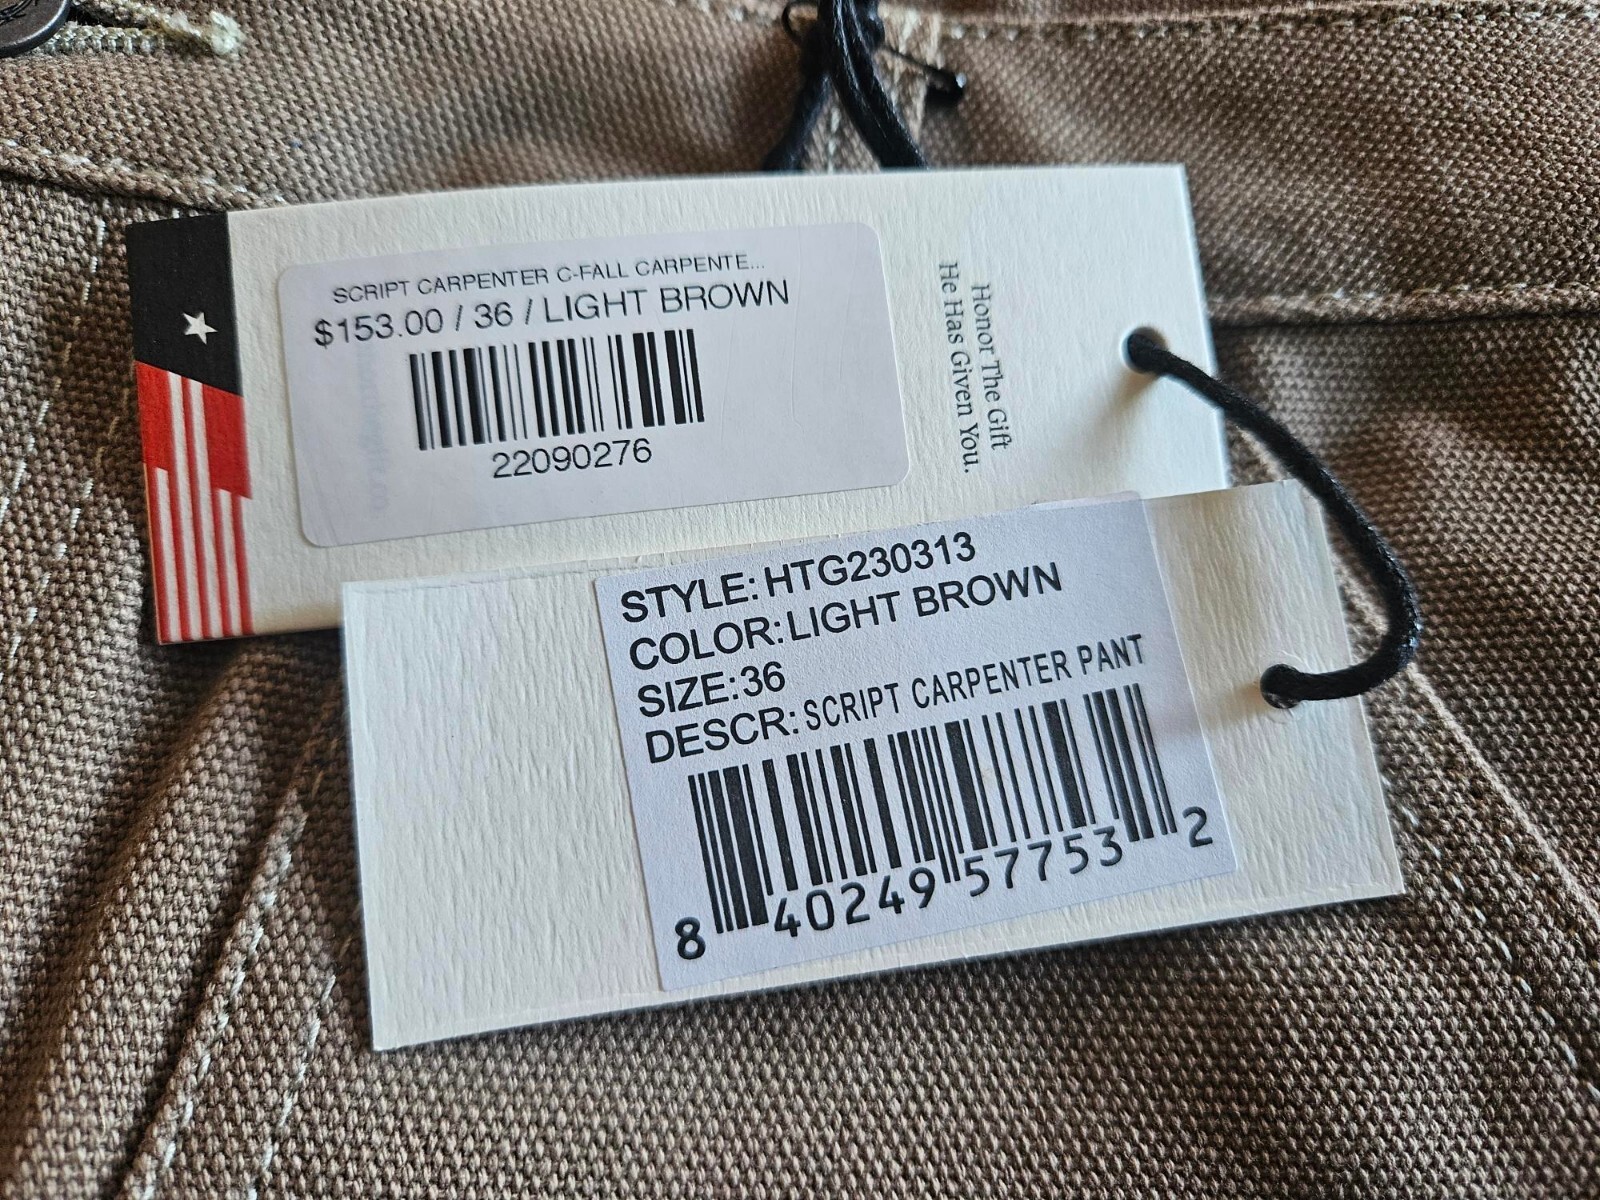 SCRIPT CARPENTER C-FALL CARPENTE...
$153.00 / 36 / LIGHT BROWN
22090276
Honor The Gift
He Has Given You.
STYLE: HTG230313
COLOR: LIGHT BROWN
SIZE:36
DESCR: SCRIPT CARPENTER PANT
8 40249 57753 2